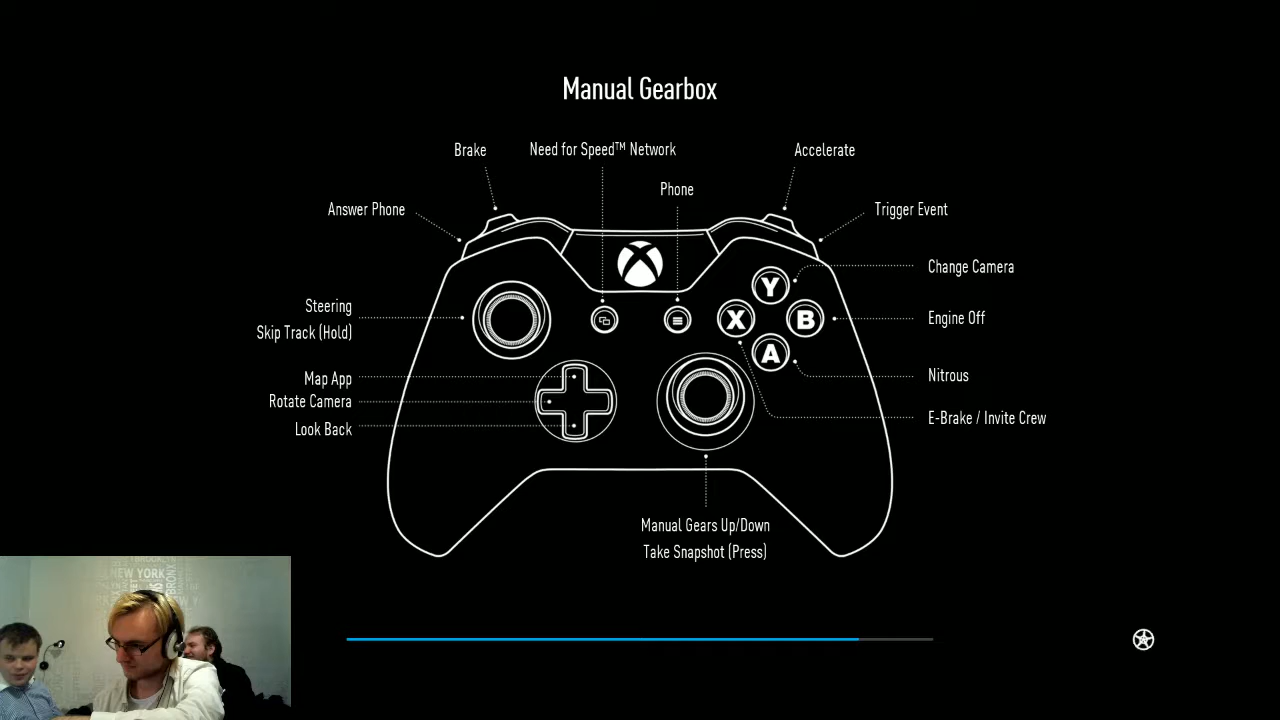 Manual Gearbox
Brake
Need for Speed™ Network
Accelerate
Phone
Answer Phone
Trigger Event
Change Camera
Y
Steering
X
B
Engine Off
Skip Track (Hold)
A
Map App
Nitrous
Rotate Camera
E-Brake / Invite Crew
Look Back
Manual Gears Up/Down
Take Snapshot (Press)
NEW YORK
BRONX